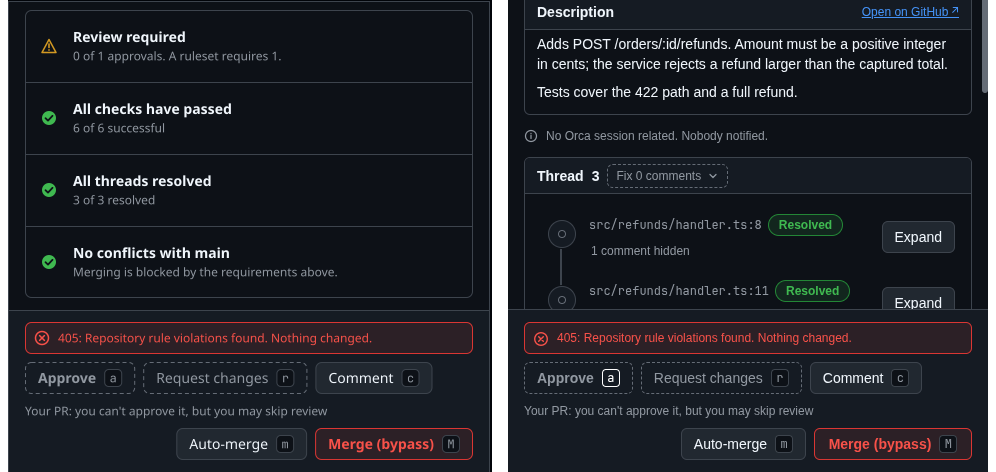 Review required
0 of 1 approvals. A ruleset requires 1.
All checks have passed
6 of 6 successful
All threads resolved
3 of 3 resolved
No conflicts with main
Merging is blocked by the requirements above.
405: Repository rule violations found. Nothing changed.
Approve a Request changes r Comment c
Your PR: you can't approve it, but you may skip review
Auto-merge m Merge (bypass) M
Description Open on GitHub ↗
Adds POST /orders/:id/refunds. Amount must be a positive integer
in cents; the service rejects a refund larger than the captured total.
Tests cover the 422 path and a full refund.
No Orca session related. Nobody notified.
Thread 3 Fix 0 comments
src/refunds/handler.ts:8 Resolved
1 comment hidden
Expand
src/refunds/handler.ts:11 Resolved
Expand
405: Repository rule violations found. Nothing changed.
Approve a Request changes r Comment c
Your PR: you can't approve it, but you may skip review
Auto-merge m Merge (bypass) M